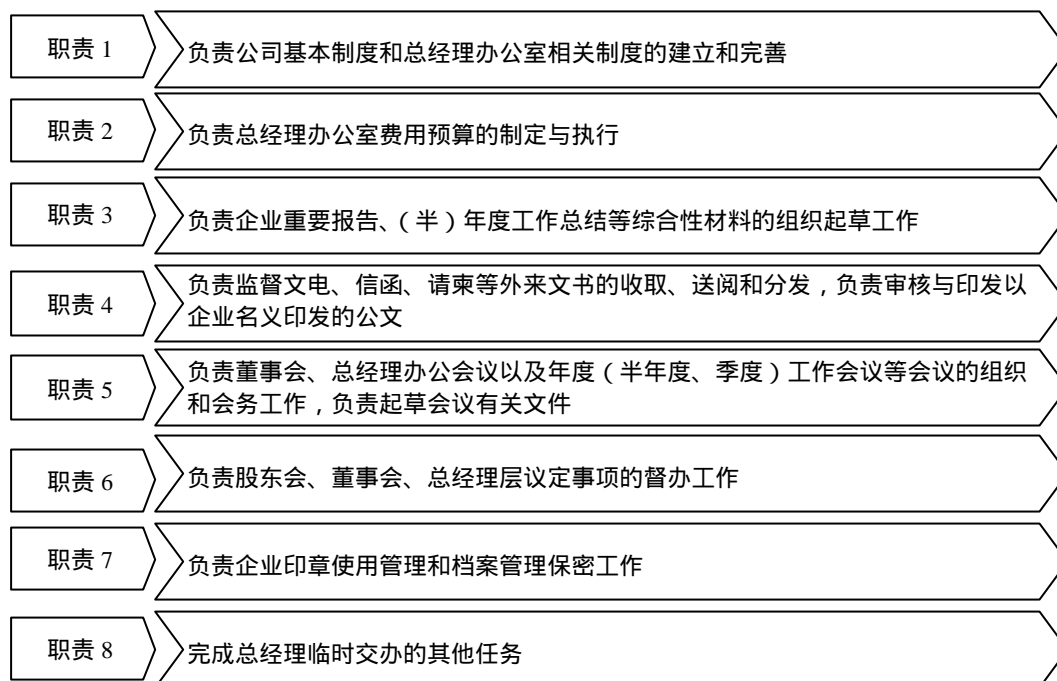 职责 1
负责公司基本制度和总经理办公室相关制度的建立和完善
职责 2
负责总经理办公室费用预算的制定与执行
职责 3
负责企业重要报告、（半）年度工作总结等综合性材料的组织起草工作
职责 4
负责监督文电、信函、请柬等外来文书的收取、送阅和分发，负责审核与印发以
企业名义印发的公文
职责 5
负责董事会、总经理办公会议以及年度（半年度、季度）工作会议等会议的组织
和会务工作，负责起草会议有关文件
职责 6
负责股东会、董事会、总经理层议定事项的督办工作
职责 7
负责企业印章使用管理和档案管理保密工作
职责 8
完成总经理临时交办的其他任务